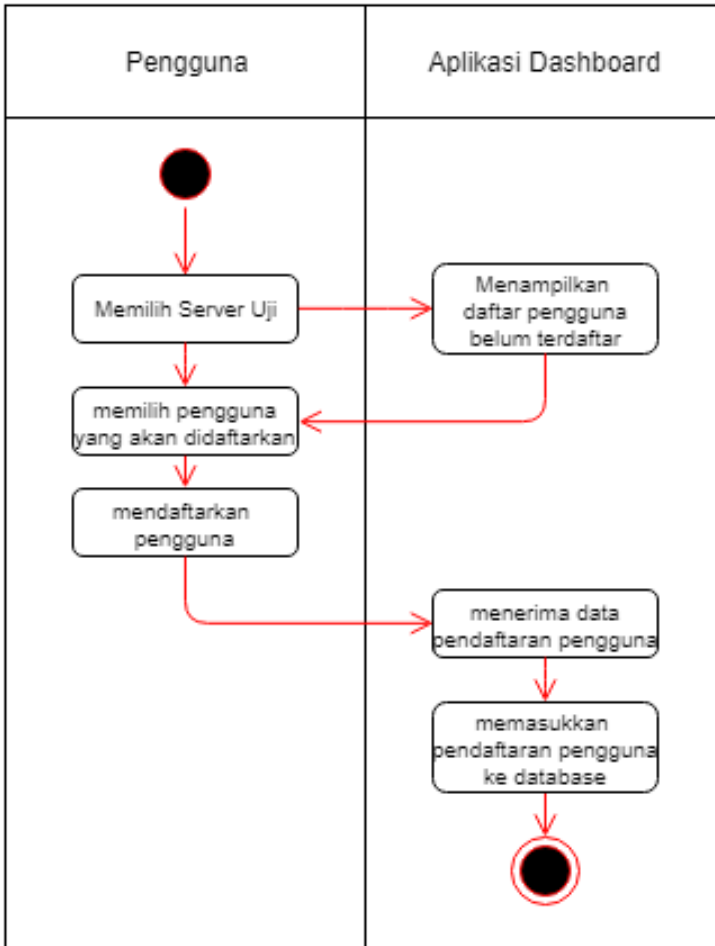 Pengguna
Aplikasi Dashboard
Memilih Server Uji
Menampilkan
daftar pengguna
belum terdaftar
memilih pengguna
yang akan didaftarkan
mendaftarkan
pengguna
menerima data
pendaftaran pengguna
memasukkan
pendaftaran pengguna
ke database